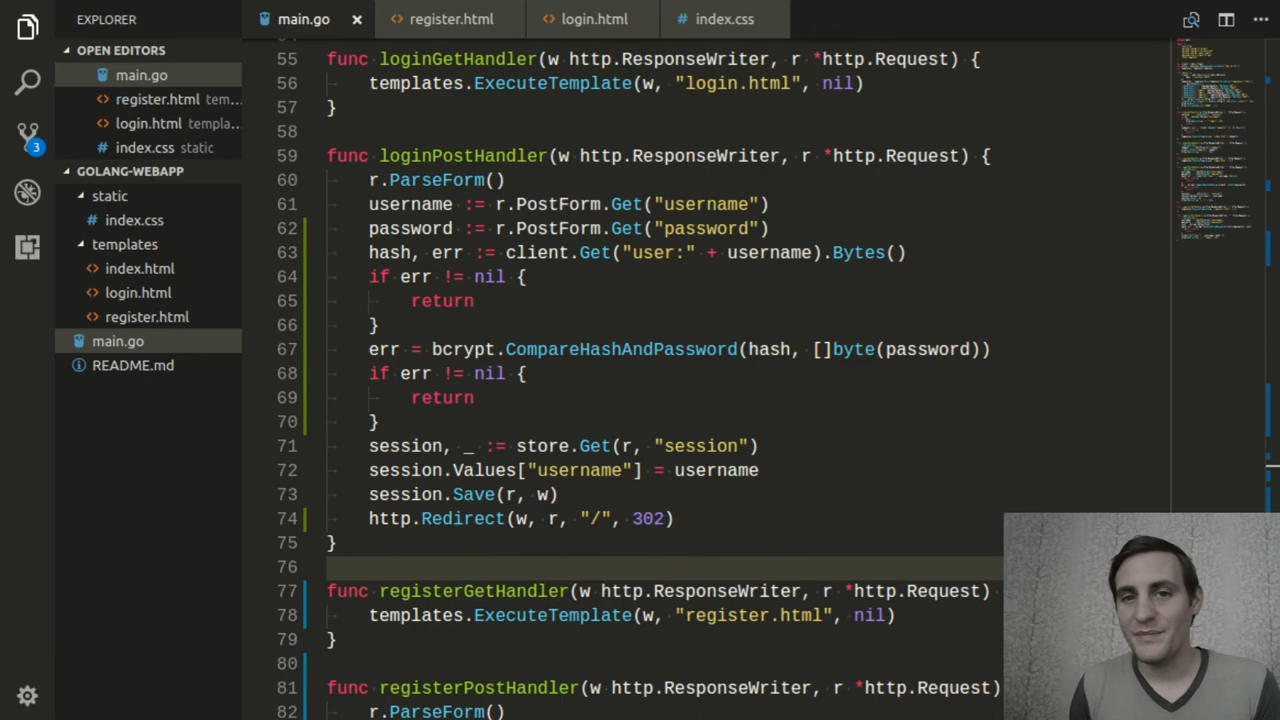 EXPLORER
OPEN EDITORS
main.go
register.html tem...
login.html templa...
index.css static
3
GOLANG-WEBAPP
static
index.css
templates
index.html
login.html
register.html
main.go
README.md
main.go register.html login.html index.css
55 func loginGetHandler(w http.ResponseWriter, r *http.Request) {
56 templates.ExecuteTemplate(w, "login.html", nil)
57 }
58
59 func loginPostHandler(w http.ResponseWriter, r *http.Request) {
60 r.ParseForm()
61 username := r.PostForm.Get("username")
62 password := r.PostForm.Get("password")
63 hash, err := client.Get("user:" + username).Bytes()
64 if err != nil {
65 return
66 }
67 err = bcrypt.CompareHashAndPassword(hash, []byte(password))
68 if err != nil {
69 return
70 }
71 session, _ := store.Get(r, "session")
72 session.Values["username"] = username
73 session.Save(r, w)
74 http.Redirect(w, r, "/", 302)
75 }
76
77 func registerGetHandler(w http.ResponseWriter, r *http.Request)
78 templates.ExecuteTemplate(w, "register.html", nil)
79 }
80
81 func registerPostHandler(w http.ResponseWriter, r *http.Request)
82 r.ParseForm()